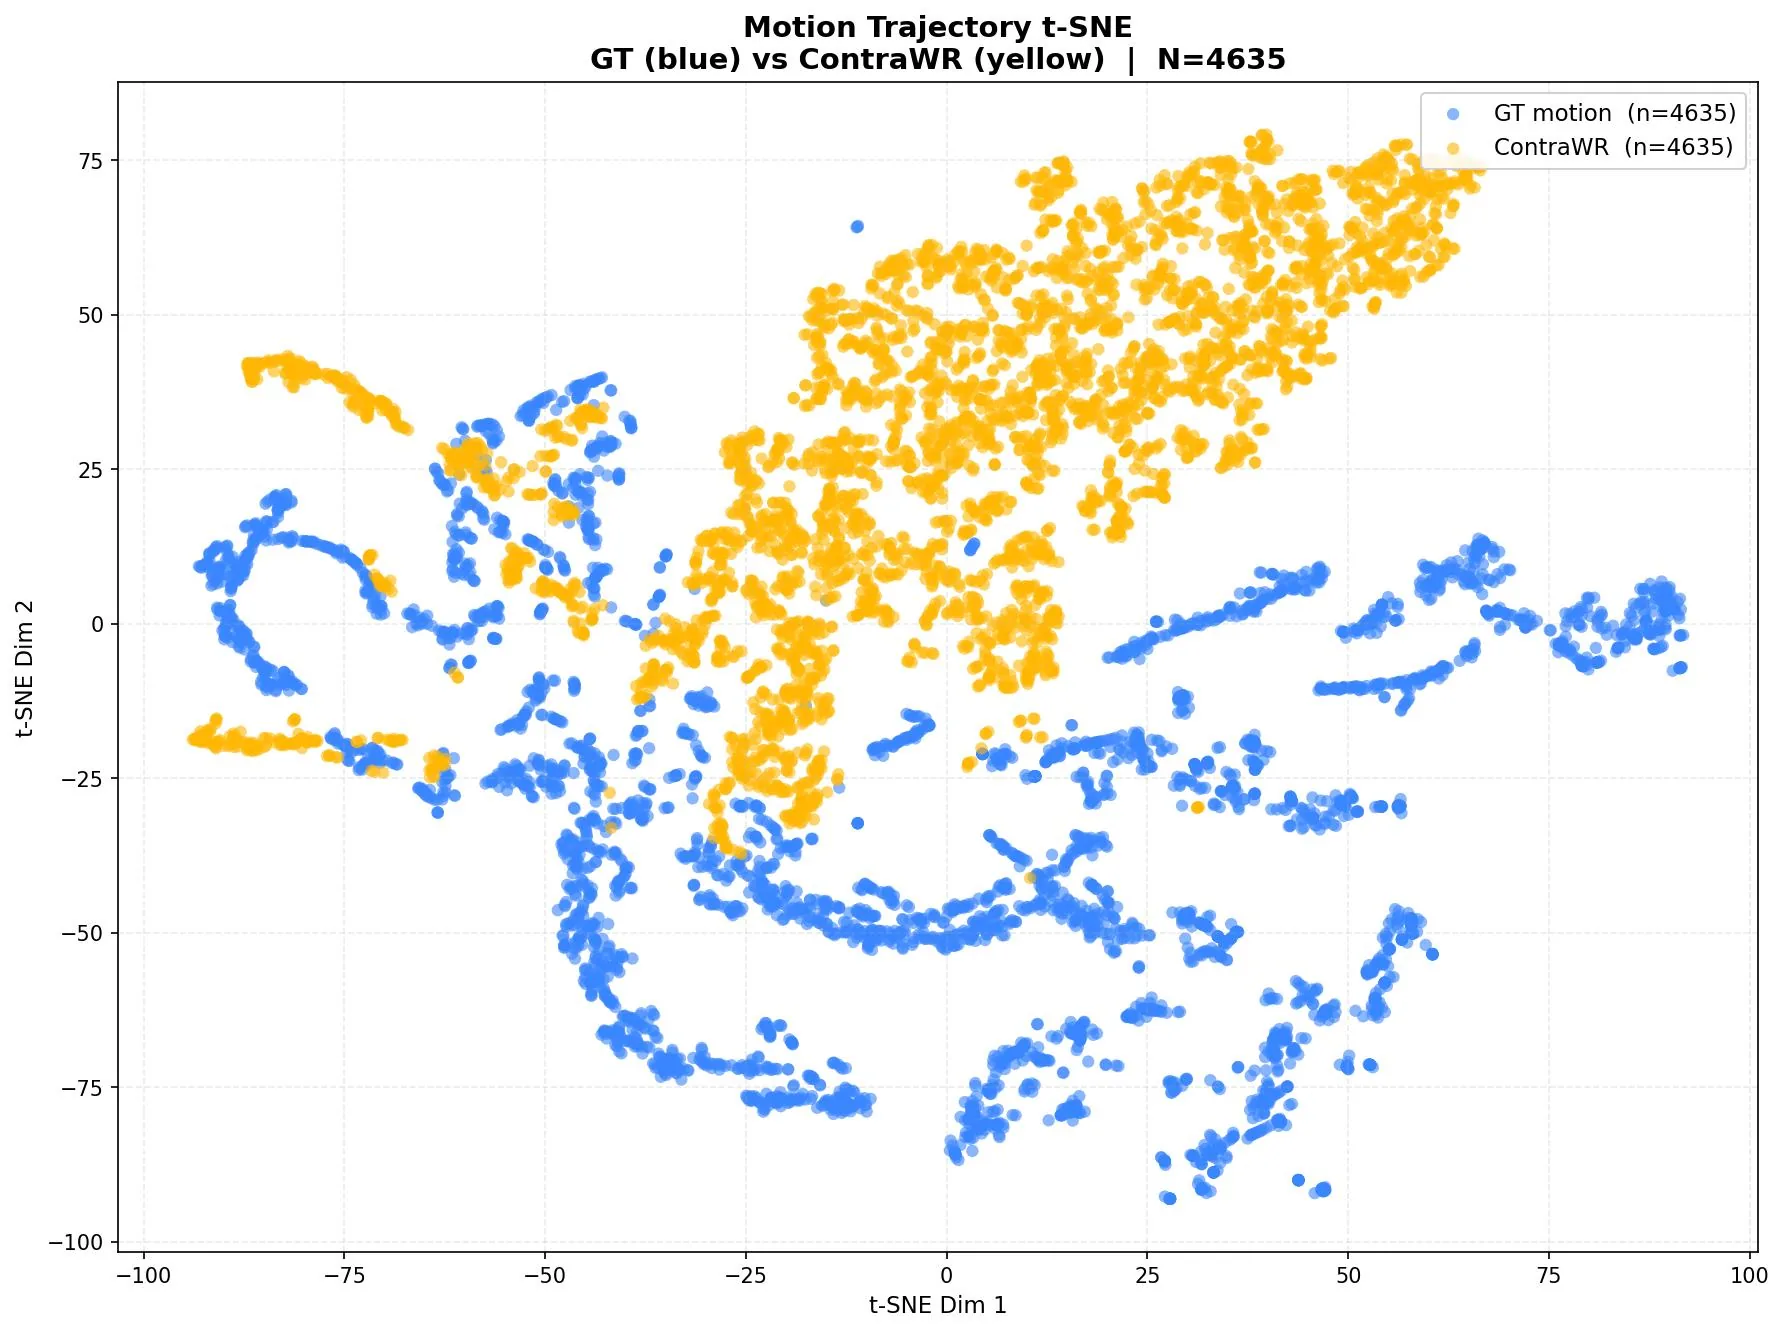 Motion Trajectory t-SNE
GT (blue) vs ContraWR (yellow)  |  N=4635
GT motion  (n=4635)
ContraWR  (n=4635)
75
50
25
0
−25
−50
−75
−100
t-SNE Dim 2
−100 −75 −50 −25 0 25 50 75 100
t-SNE Dim 1